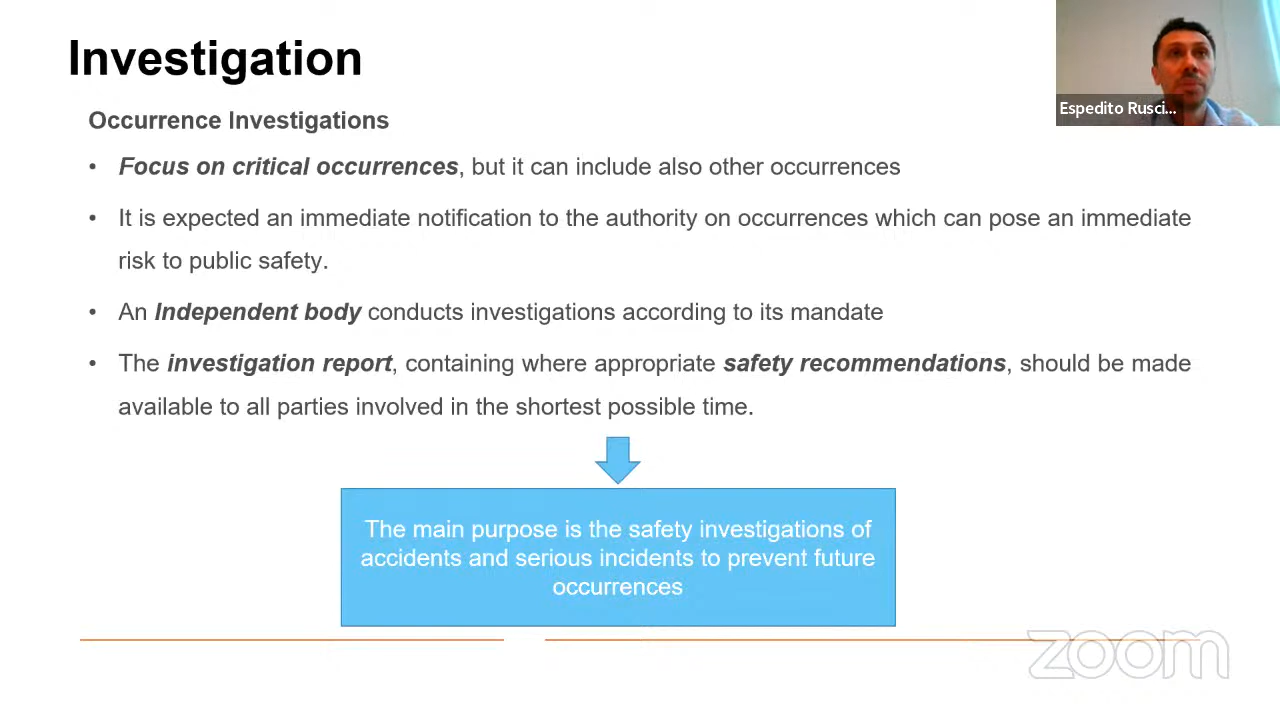 Investigation
Espedito Rusci...
Occurrence Investigations
• Focus on critical occurrences, but it can include also other occurrences
• It is expected an immediate notification to the authority on occurrences which can pose an immediate
risk to public safety.
• An Independent body conducts investigations according to its mandate
• The investigation report, containing where appropriate safety recommendations, should be made
available to all parties involved in the shortest possible time.
The main purpose is the safety investigations of
accidents and serious incidents to prevent future
occurrences
zoom